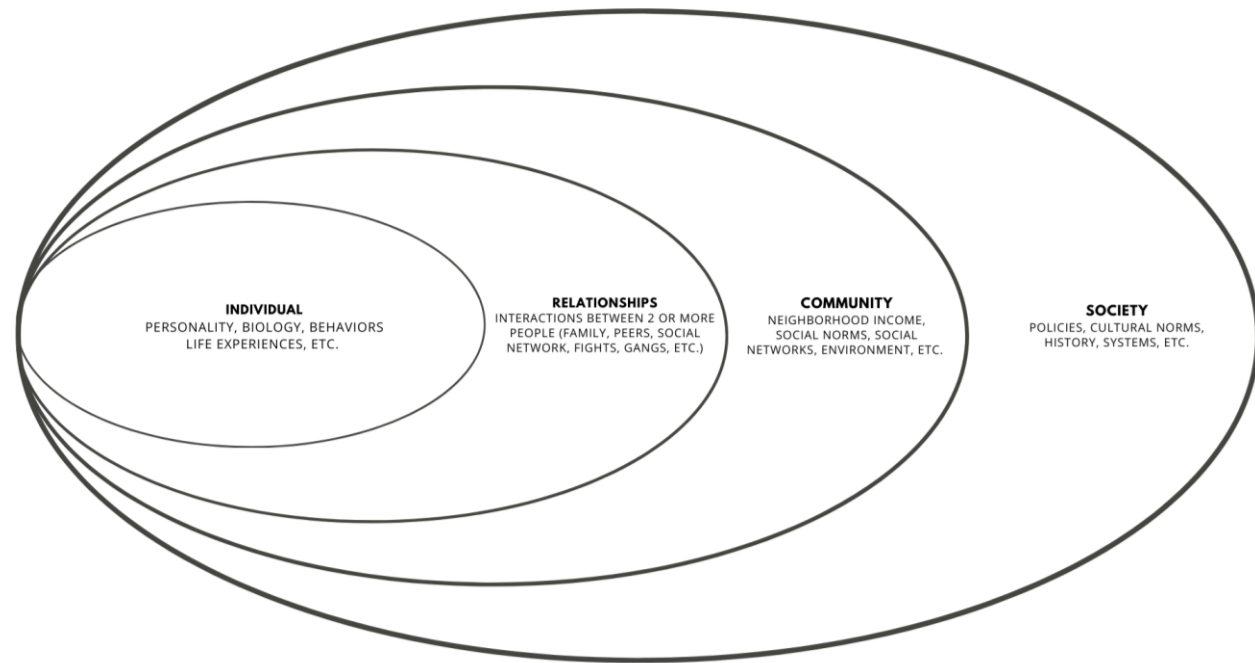 INDIVIDUAL
PERSONALITY, BIOLOGY, BEHAVIORS
LIFE EXPERIENCES, ETC.
RELATIONSHIPS
INTERACTIONS BETWEEN 2 OR MORE
PEOPLE (FAMILY, PEERS, SOCIAL
NETWORK, FIGHTS, GANGS, ETC.)
COMMUNITY
NEIGHBORHOOD INCOME,
SOCIAL NORMS, SOCIAL
NETWORKS, ENVIRONMENT, ETC.
SOCIETY
POLICIES, CULTURAL NORMS,
HISTORY, SYSTEMS, ETC.